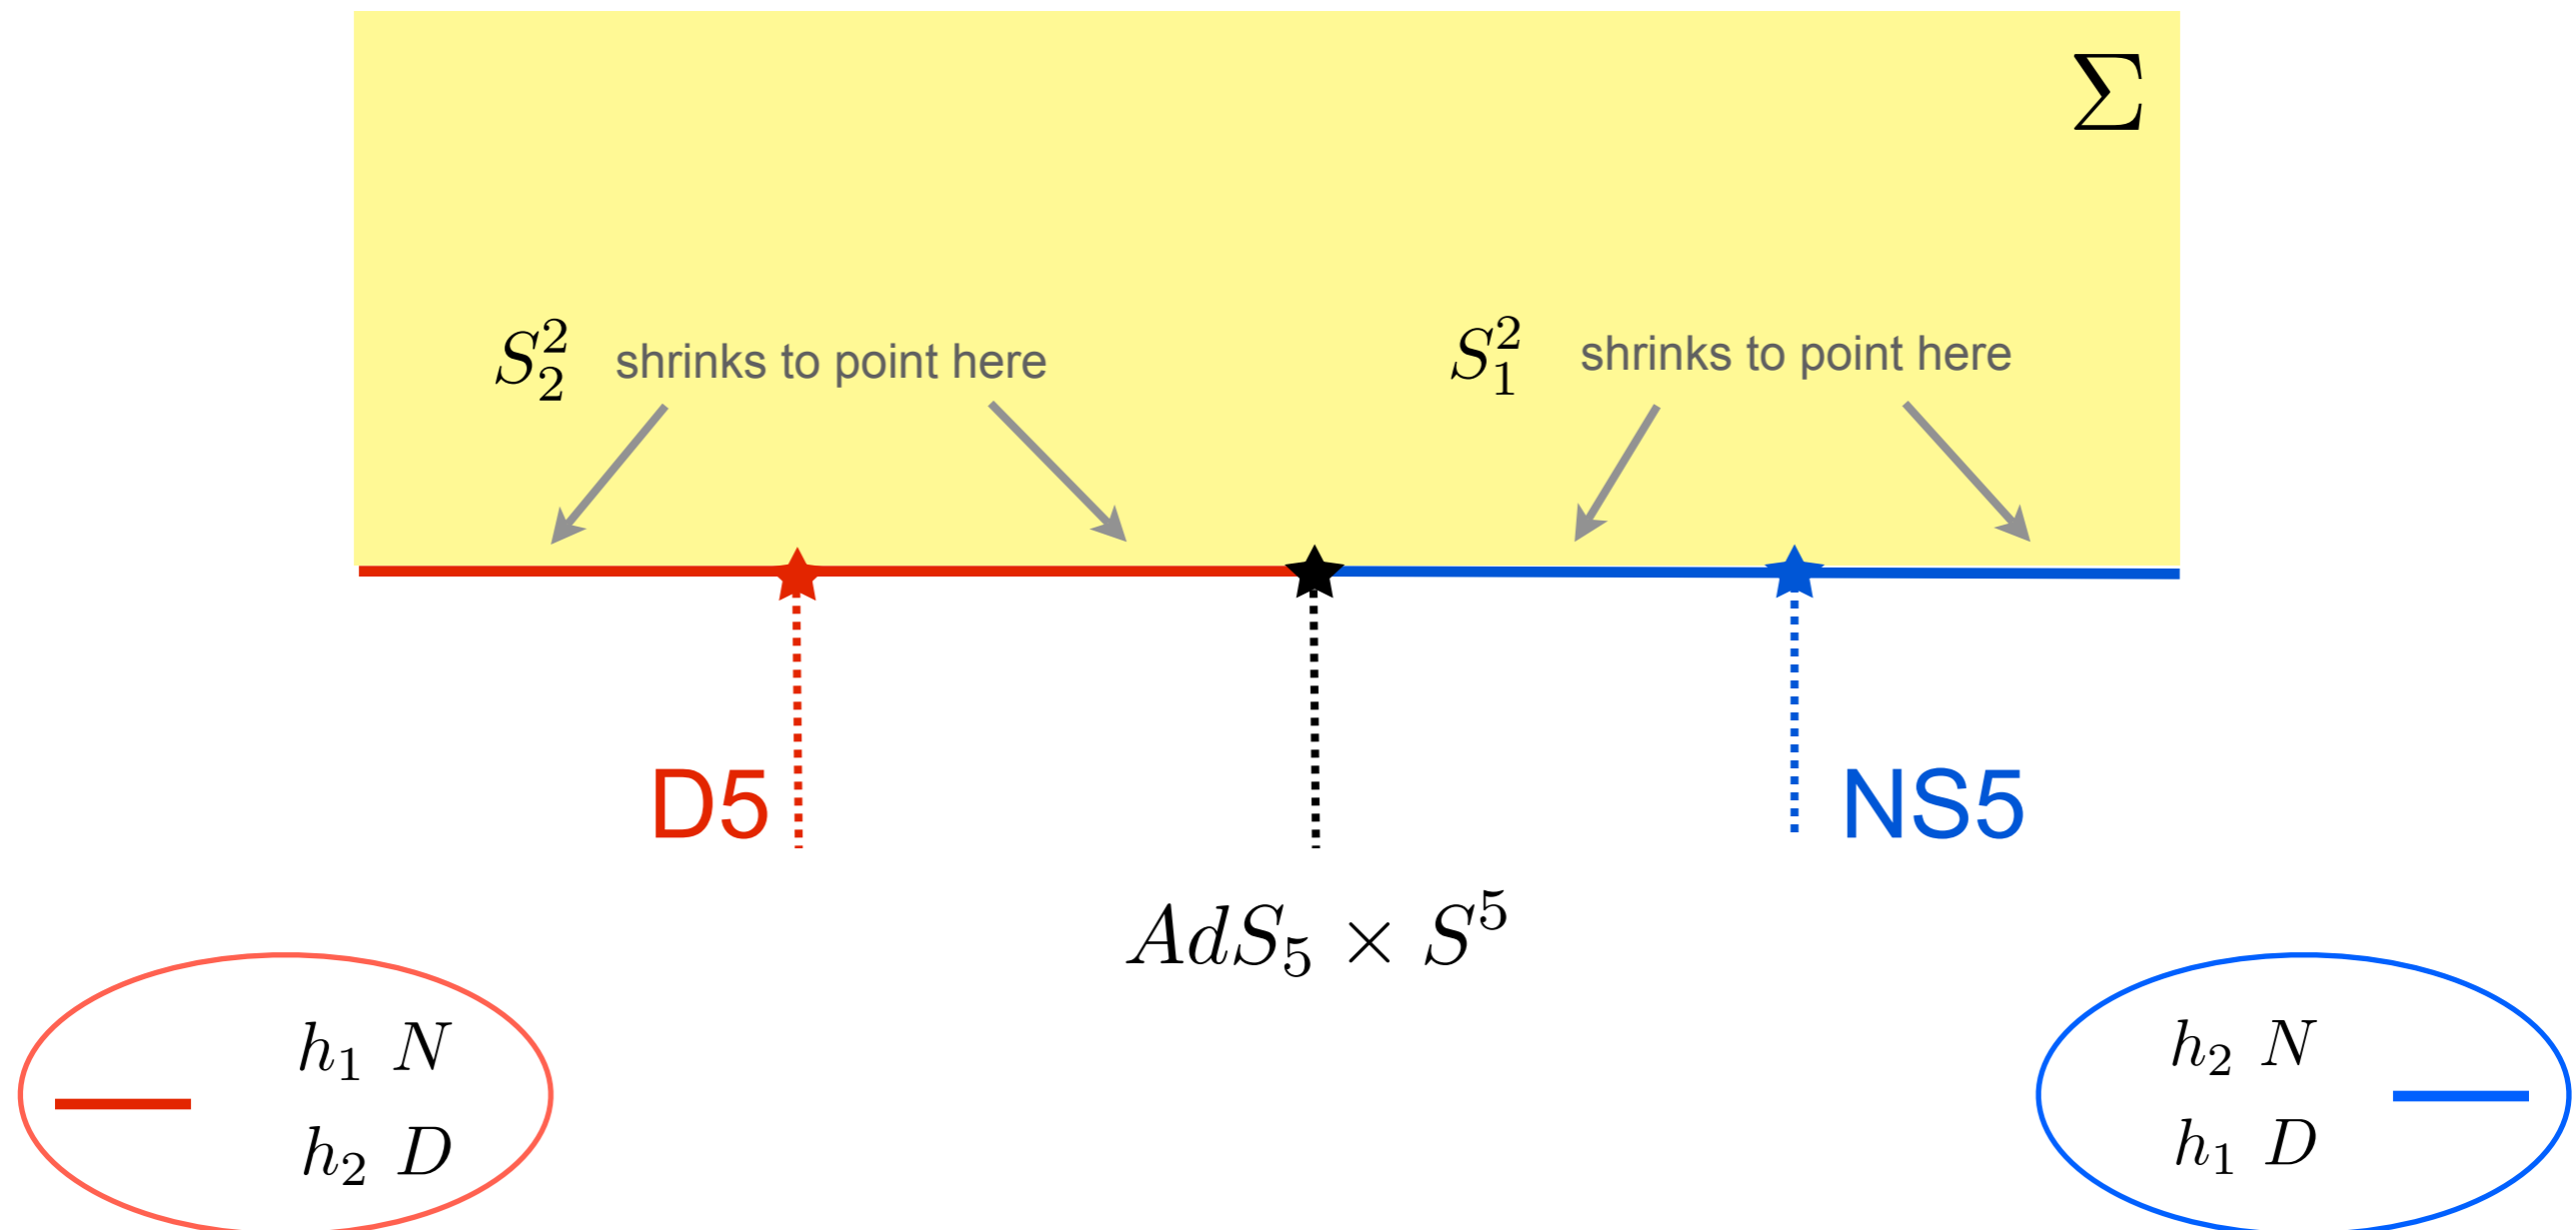 Σ
S_2^2 shrinks to point here
S_1^2 shrinks to point here
D5
NS5
AdS_5 × S^5
h_1 N
h_2 D
h_2 N
h_1 D